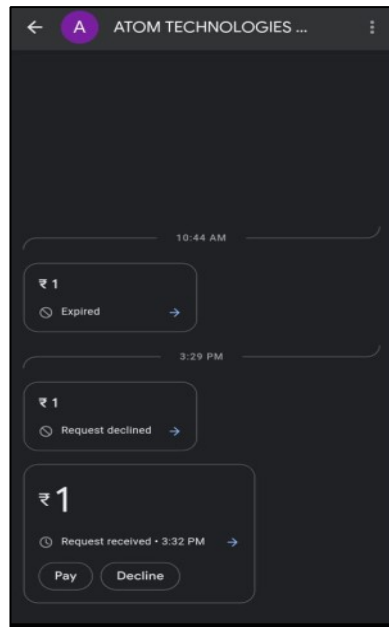 A ATOM TECHNOLOGIES ...
10:44 AM
₹ 1
Expired
3:29 PM
₹ 1
Request declined
₹ 1
Request received • 3:32 PM
Pay Decline